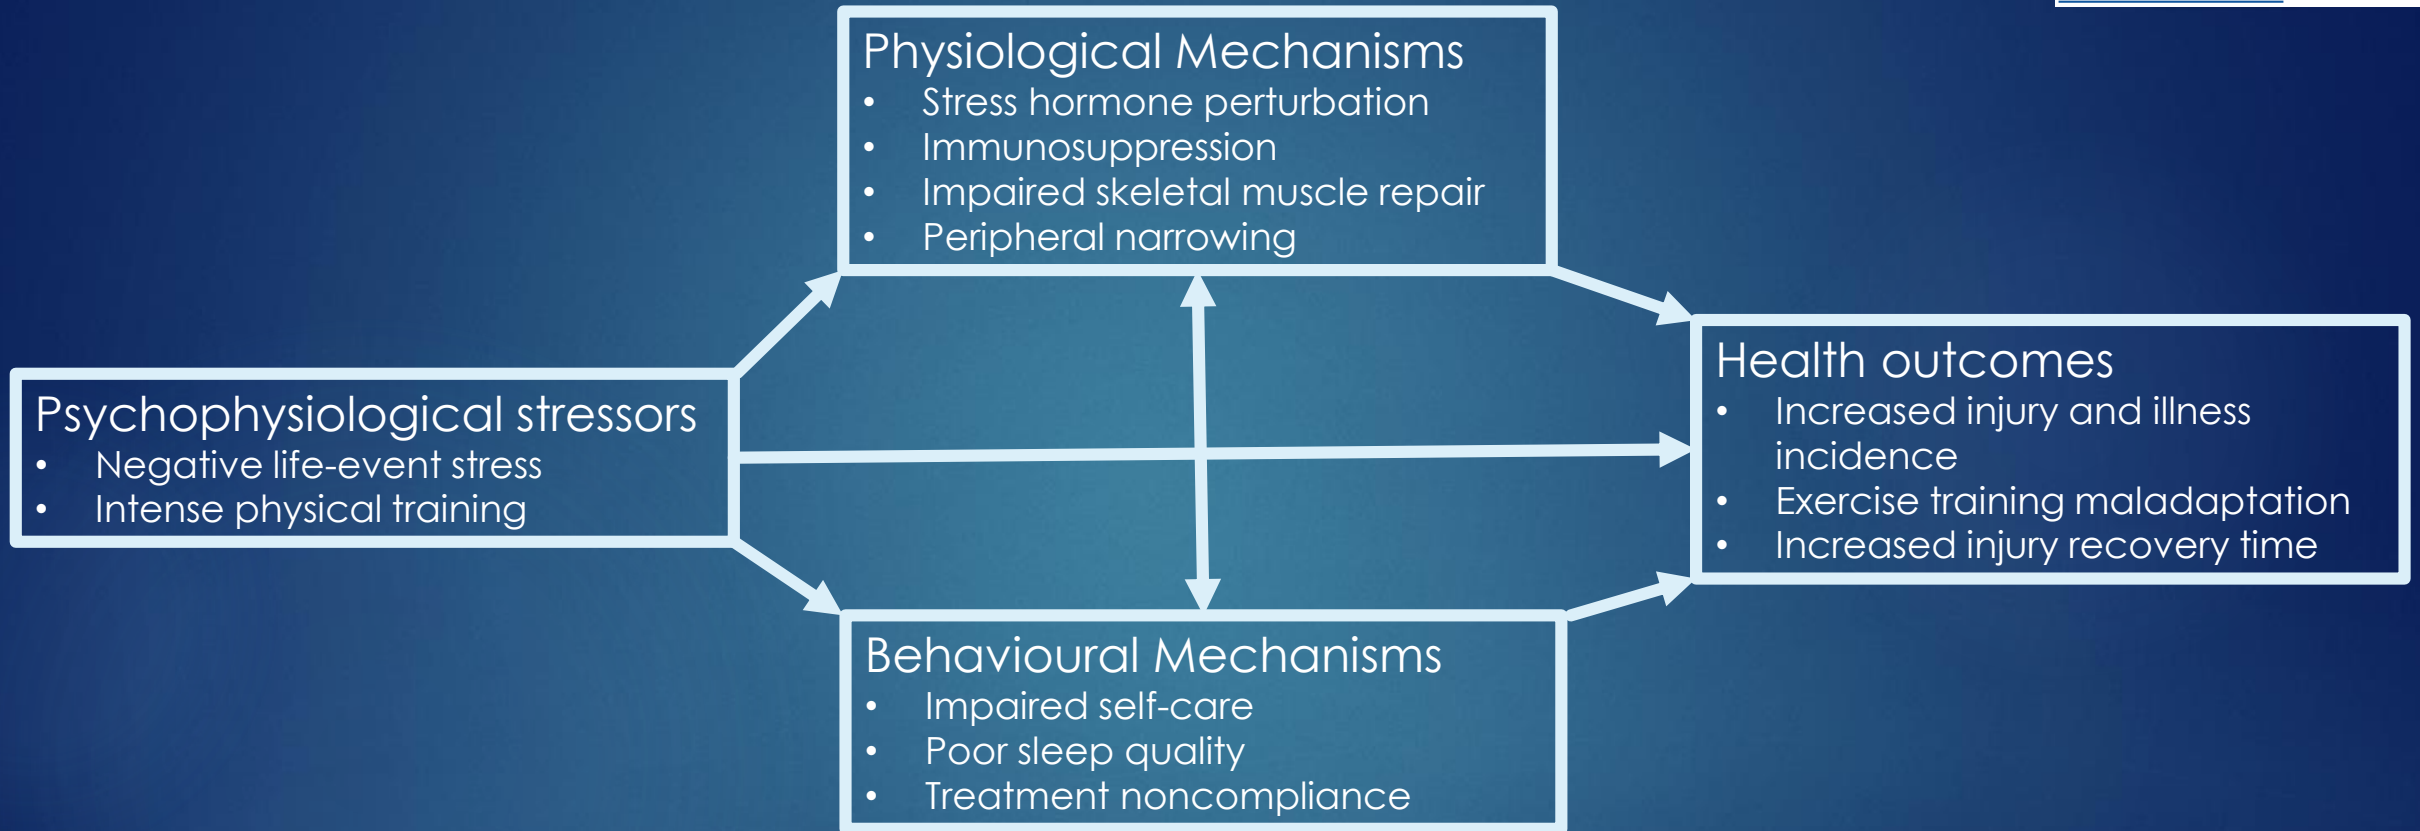 Physiological Mechanisms
• Stress hormone perturbation
• Immunosuppression
• Impaired skeletal muscle repair
• Peripheral narrowing
Psychophysiological stressors
• Negative life-event stress
• Intense physical training
Health outcomes
• Increased injury and illness
incidence
• Exercise training maladaptation
• Increased injury recovery time
Behavioural Mechanisms
• Impaired self-care
• Poor sleep quality
• Treatment noncompliance